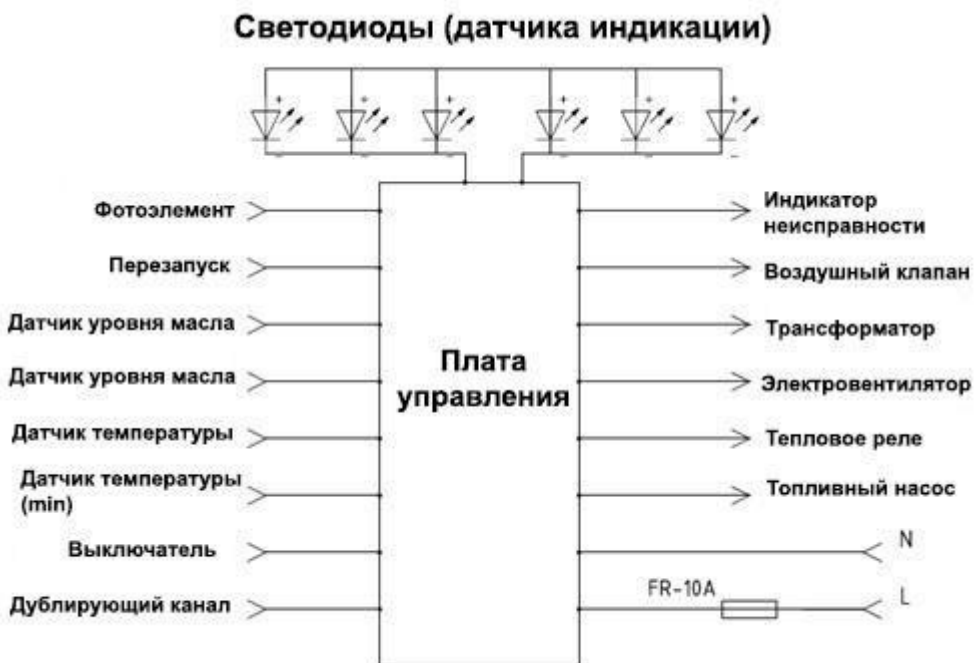 Светодиоды (датчика индикации)
+ + + + + +
- - - - - -
Фотоэлемент
Перезапуск
Датчик уровня масла
Датчик уровня масла
Датчик температуры
Датчик температуры
(min)
Выключатель
Дублирующий канал
Плата
управления
Индикатор
неисправности
Воздушный клапан
Трансформатор
Электровентилятор
Тепловое реле
Топливный насос
N
FR-10A
L